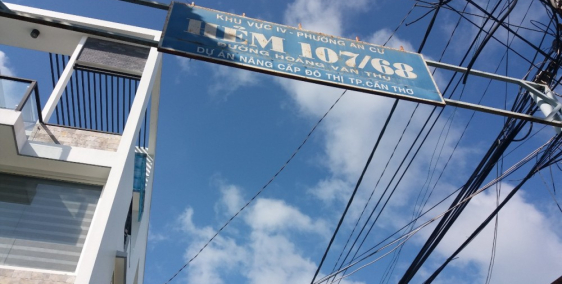 KHU VỰC IV - PHƯỜNG AN CƯ
HẺM 107/68
ĐƯỜNG HOÀNG VĂN THỤ
DỰ ÁN NÂNG CẤP ĐÔ THỊ TP.CẦN THƠ